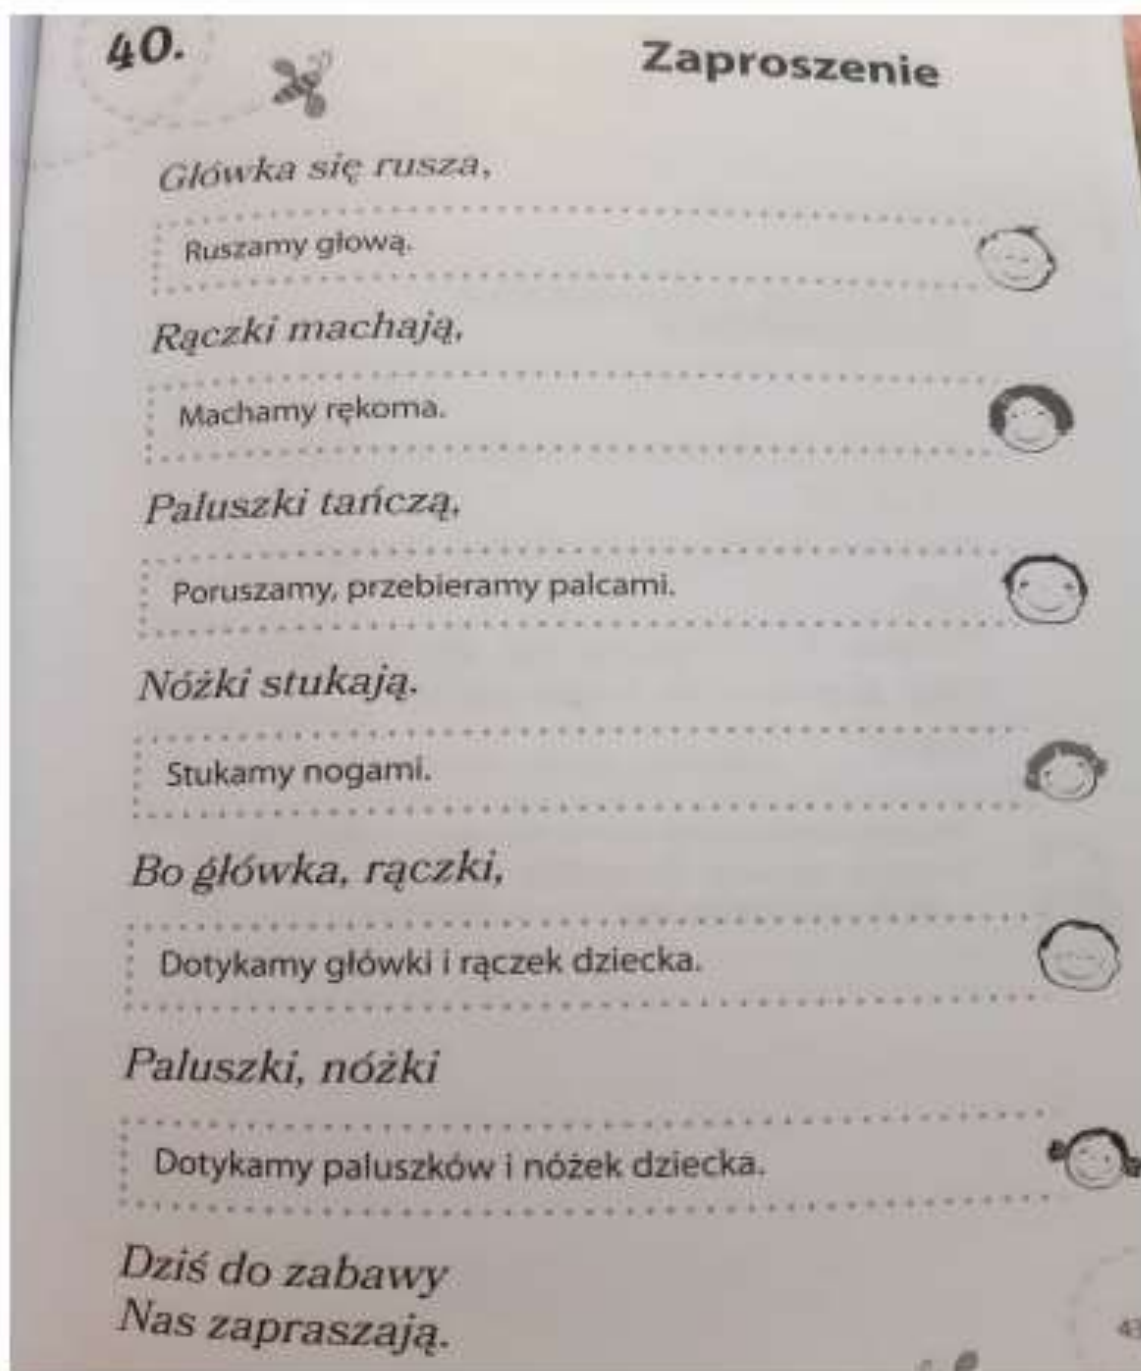 40.
Zaproszenie
Główka się rusza,
Ruszamy głową.
Rączki machają,
Machamy rękoma.
Paluszki tańczą,
Poruszamy, przebieramy palcami.
Nóżki stukają.
Stukamy nogami.
Bo główka, rączki,
Dotykamy główki i rączek dziecka.
Paluszki, nóżki
Dotykamy paluszków i nóżek dziecka.
Dziś do zabawy
Nas zapraszają.